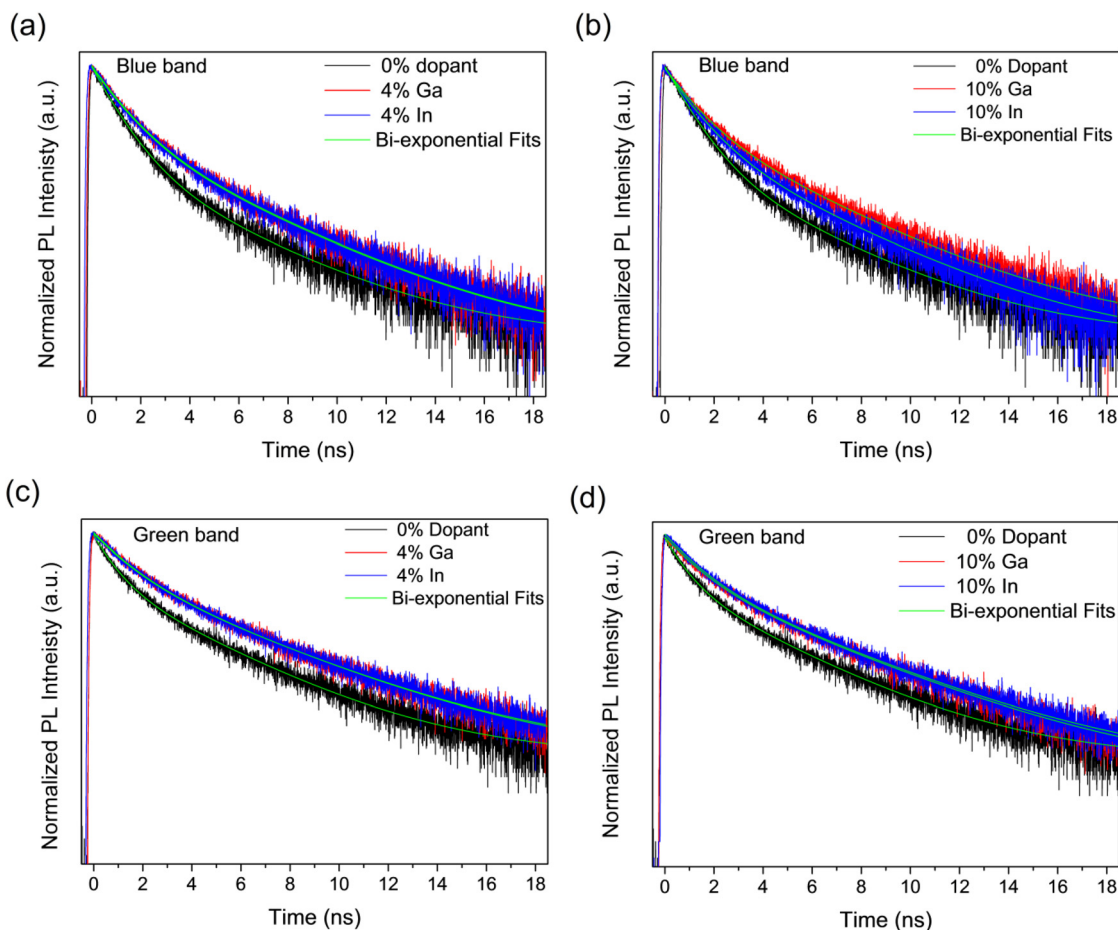 (a)
Blue band
0% dopant
4% Ga
4% In
Bi-exponential Fits
Normalized PL Intenisty (a.u.)
0 2 4 6 8 10 12 14 16 18
Time (ns)
(b)
Blue band
0% Dopant
10% Ga
10% In
Bi-exponential Fits
Normalized PL Intenisty (a.u.)
0 2 4 6 8 10 12 14 16 18
Time (ns)
(c)
Green band
0% Dopant
4% Ga
4% In
Bi-exponential Fits
Normalized PL Intneisty (a.u.)
0 2 4 6 8 10 12 14 16 18
Time (ns)
(d)
Green band
0% Dopant
10% Ga
10% In
Bi-exponential Fits
Normalized PL Intensity (a.u.)
0 2 4 6 8 10 12 14 16 18
Time (ns)